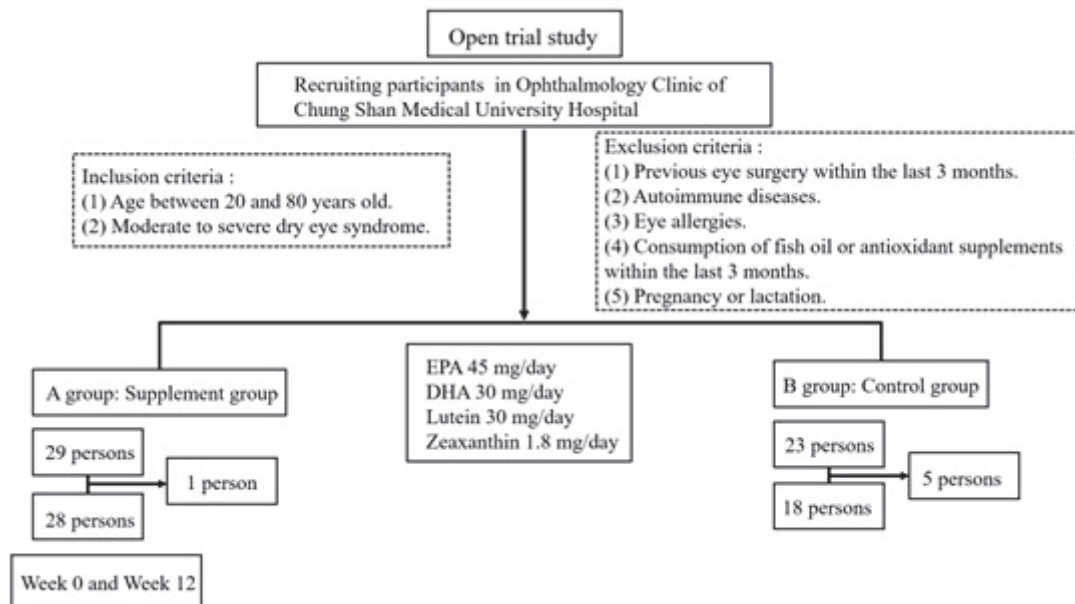 Open trial study
Recruiting participants in Ophthalmology Clinic of
Chung Shan Medical University Hospital
Inclusion criteria :
(1) Age between 20 and 80 years old.
(2) Moderate to severe dry eye syndrome.
Exclusion criteria :
(1) Previous eye surgery within the last 3 months.
(2) Autoimmune diseases.
(3) Eye allergies.
(4) Consumption of fish oil or antioxidant supplements
within the last 3 months.
(5) Pregnancy or lactation.
A group: Supplement group
EPA 45 mg/day
DHA 30 mg/day
Lutein 30 mg/day
Zeaxanthin 1.8 mg/day
B group: Control group
29 persons
1 person
28 persons
23 persons
5 persons
18 persons
Week 0 and Week 12